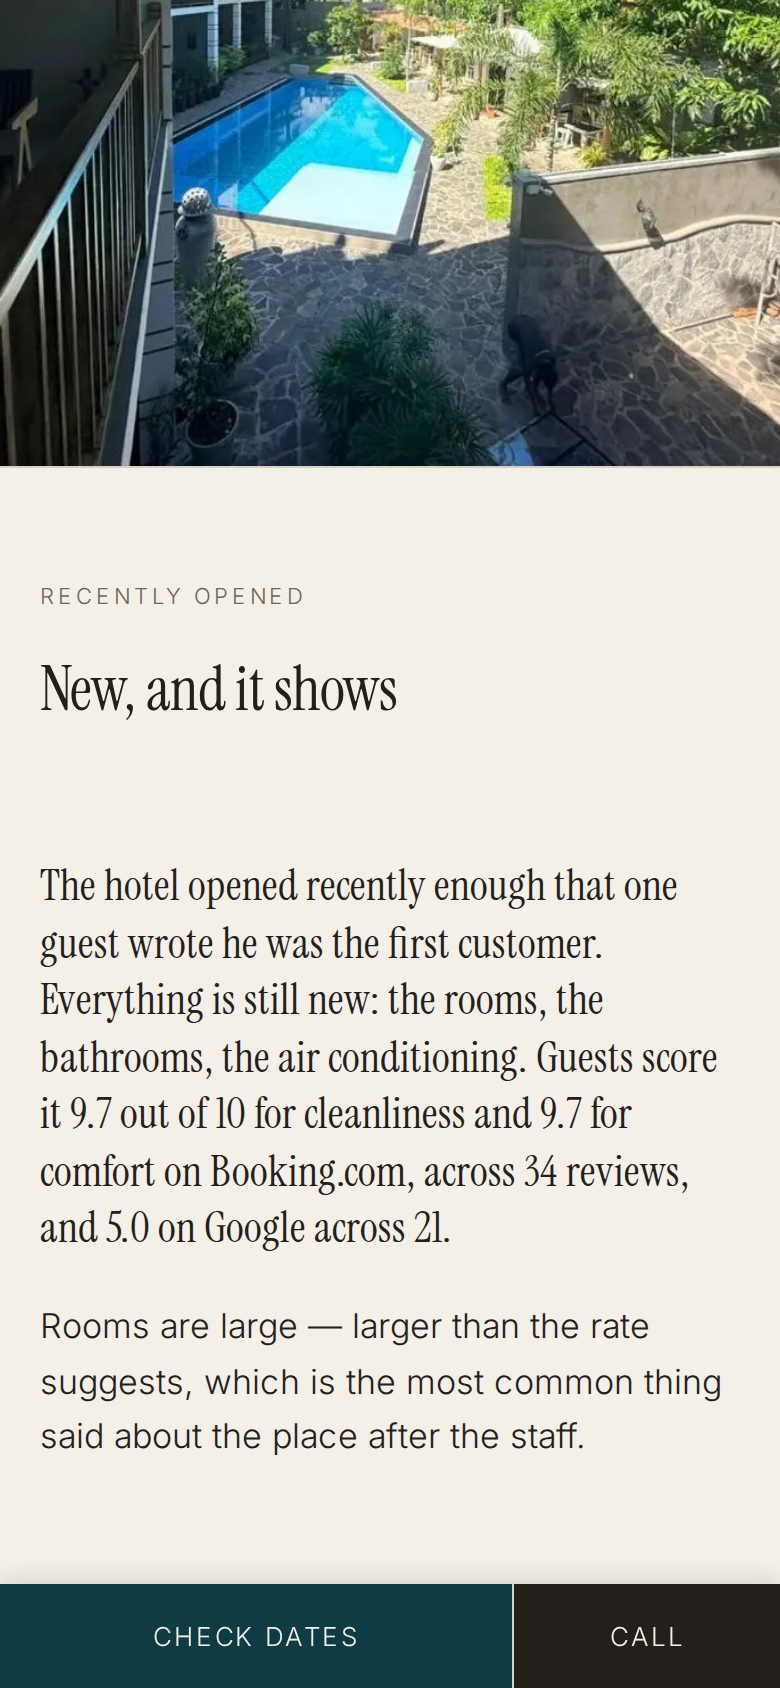 RECENTLY OPENED
New, and it shows
The hotel opened recently enough that one
guest wrote he was the first customer.
Everything is still new: the rooms, the
bathrooms, the air conditioning. Guests score
it 9.7 out of 10 for cleanliness and 9.7 for
comfort on Booking.com, across 34 reviews,
and 5.0 on Google across 21.
Rooms are large — larger than the rate
suggests, which is the most common thing
said about the place after the staff.
CHECK DATES
CALL